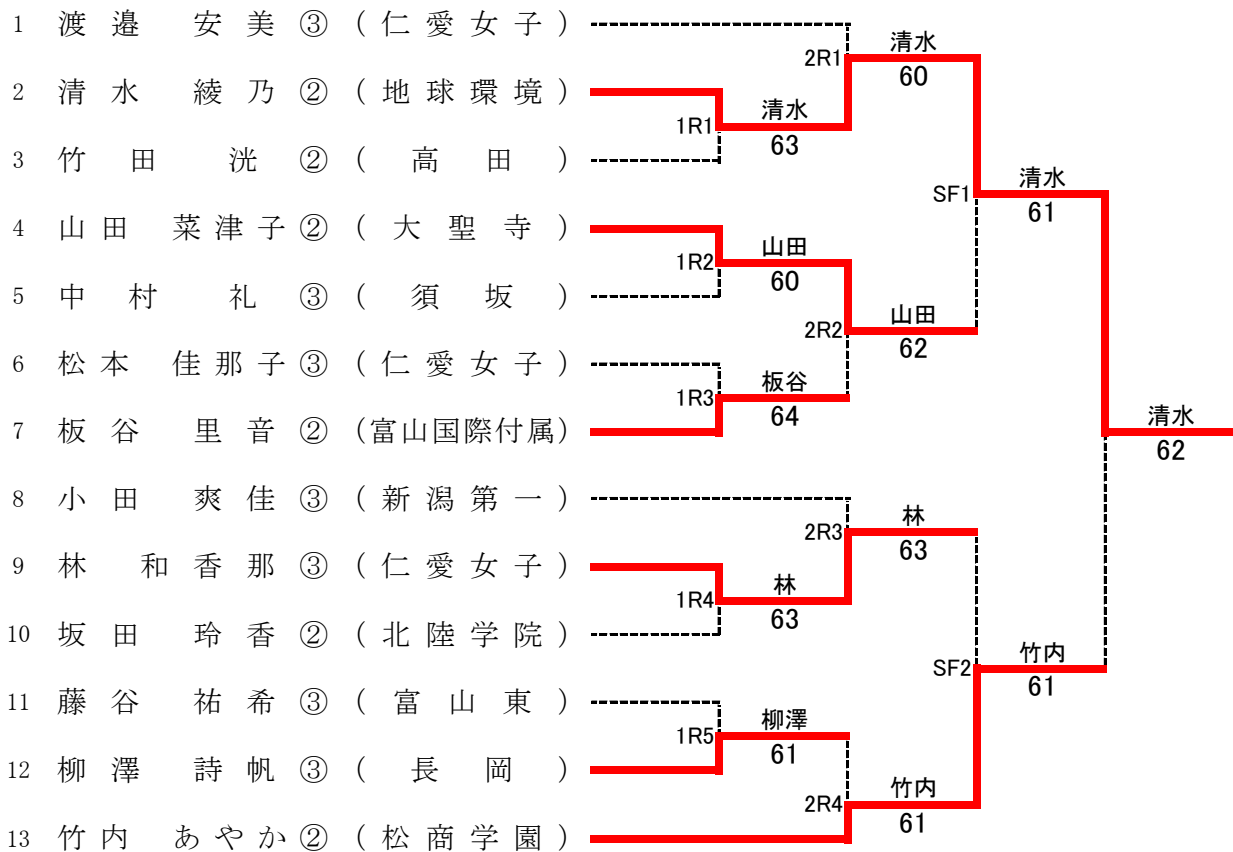 1 渡邉 安美 ③ (仁愛女子)
2 清水 綾乃 ② (地球環境)
3 竹田 洸 ② (高田)
4 山田 菜津子 ② (大聖寺)
5 中村 礼 ③ (須坂)
6 松本 佳那子 ③ (仁愛女子)
7 板谷 里音 ② (富山国際付属)
8 小田 爽佳 ③ (新潟第一)
9 林 和香那 ③ (仁愛女子)
10 坂田 玲香 ② (北陸学院)
11 藤谷 祐希 ③ (富山東)
12 柳澤 詩帆 ③ (長岡)
13 竹内 あやか ② (松商学園)
1R1
清水
63
1R2
山田
60
1R3
板谷
64
1R4
林
63
1R5
柳澤
61
2R1
清水
60
2R2
山田
62
2R3
林
63
2R4
竹内
61
SF1
清水
61
SF2
竹内
61
清水
62